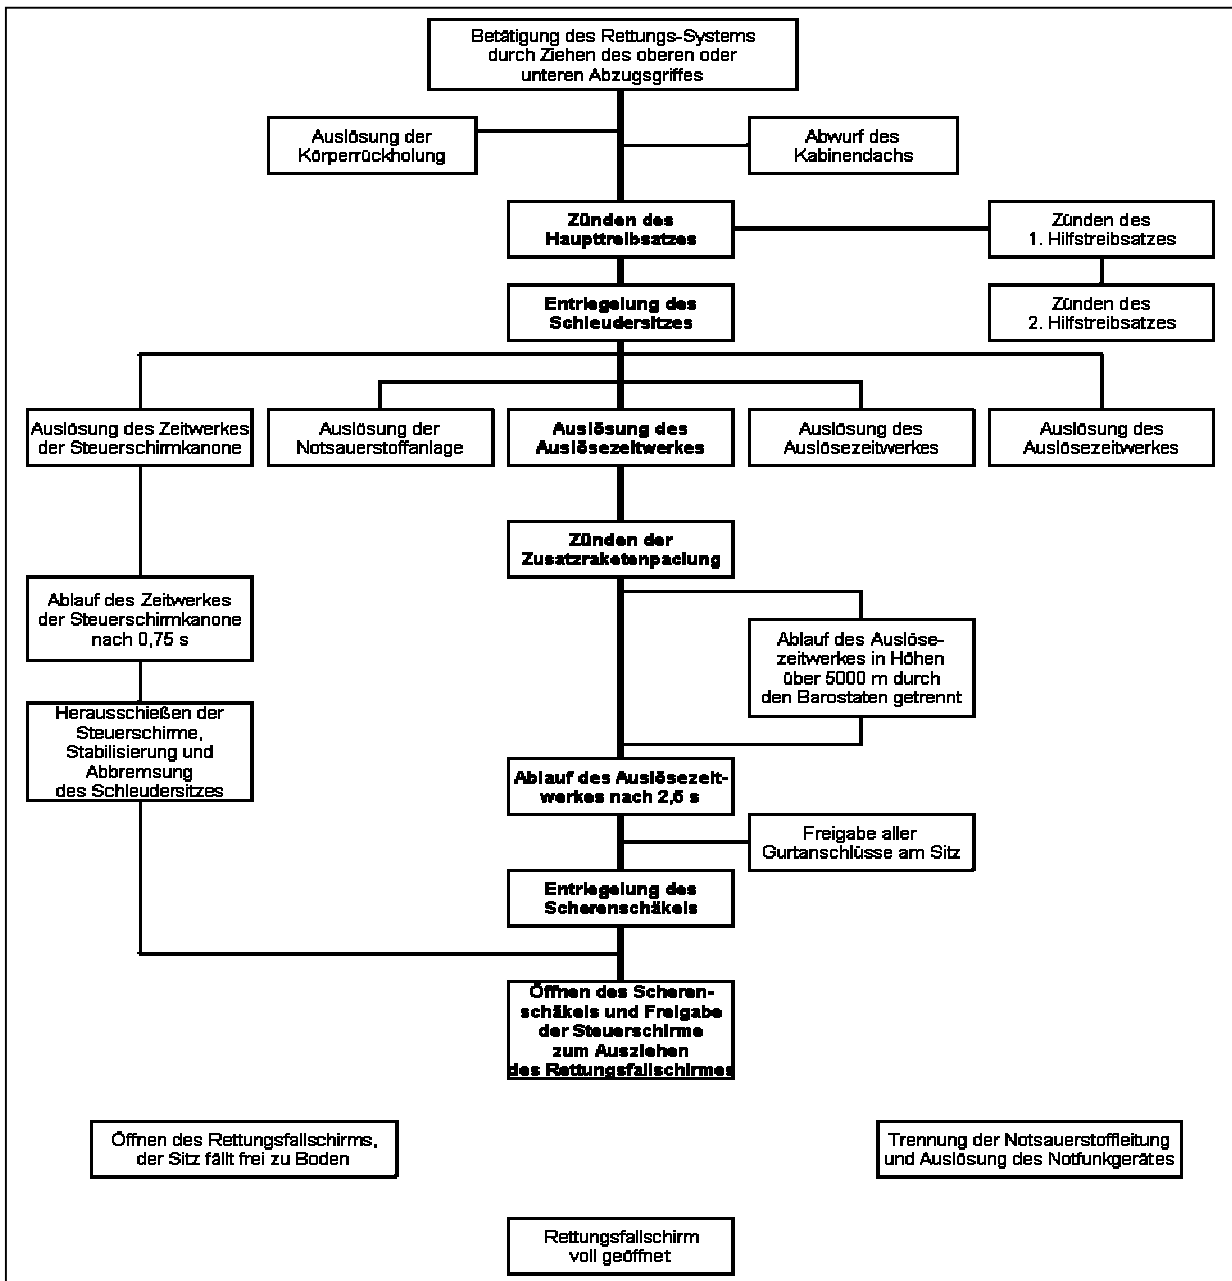 Betätigung des Rettungs-Systems
durch Ziehen des oberen oder
unteren Abzugsgriffes
Auslösung der
Körperrückholung
Abwurf des
Kabinendachs
Zünden des
Haupttreibsatzes
Zünden des
1. Hilfstreibsatzes
Entriegelung des
Schleudersitzes
Zünden des
2. Hilfstreibsatzes
Auslösung des Zeitwerkes
der Steuerschirmkanone
Auslösung der
Notsauerstoffanlage
Auslösung des
Auslösezeitwerkes
Auslösung des
Auslösezeitwerkes
Auslösung des
Auslösezeitwerkes
Zünden der
Zusatzraketenpaclung
Ablauf des Zeitwerkes
der Steuerschirmkanone
nach 0,75 s
Ablauf des Auslöse-
zeitwerkes in Höhen
über 5000 m durch
den Barostaten getrennt
Herausschießen der
Steuerschirme,
Stabilisierung und
Abbremsung
des Schleudersitzes
Ablauf des Auslösezeit-
werkes nach 2,5 s
Freigabe aller
Gurtanschlüsse am Sitz
Entriegelung des
Scherenschäkels
Öffnen des Scheren-
schäkels und Freigabe
der Steuerschirme
zum Ausziehen
des Rettungsfallschirmes
Öffnen des Rettungsfallschirms,
der Sitz fällt frei zu Boden
Trennung der Notsauerstoffleitung
und Auslösung des Notfunkgerätes
Rettungsfallschirm
voll geöffnet